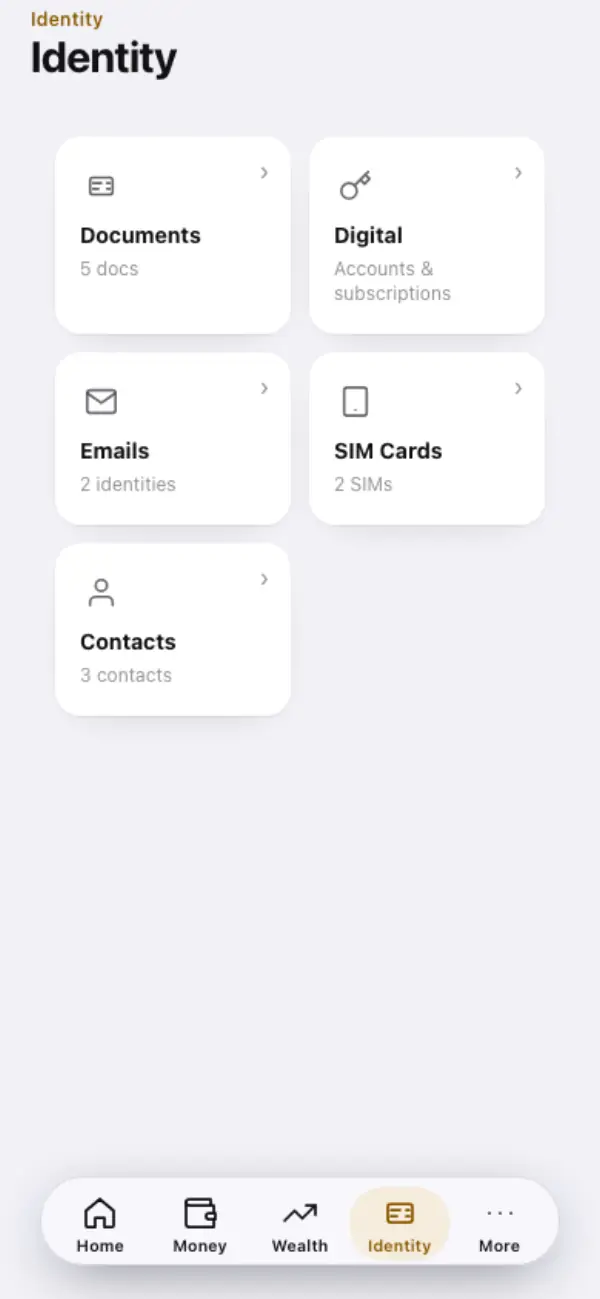 Identity
Identity
Documents
5 docs
Digital
Accounts &
subscriptions
Emails
2 identities
SIM Cards
2 SIMs
Contacts
3 contacts
Home
Money
Wealth
Identity
More